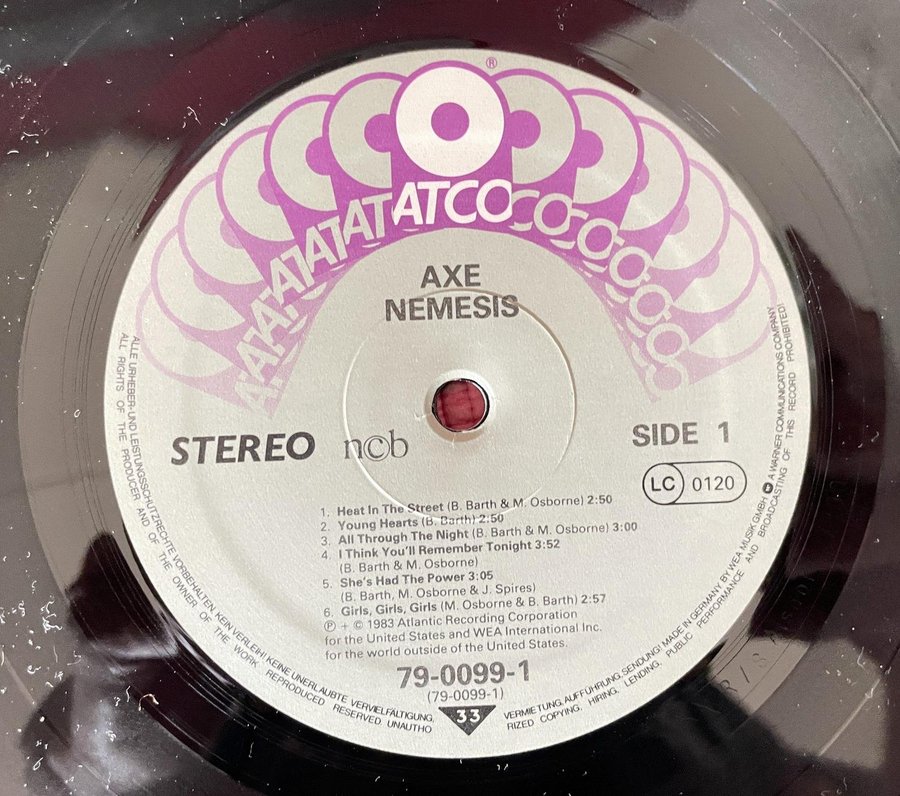 ®
ATATATATATCOCOCOCOCO
AXE
NEMESIS
STEREO
n©b
SIDE 1
LC 0120
1. Heat In The Street (B. Barth & M. Osborne) 2:50
2. Young Hearts (B. Barth) 2:50
3. All Through The Night (B. Barth & M. Osborne) 3:00
4. I Think You'll Remember Tonight 3:52
(B. Barth & M. Osborne)
5. She's Had The Power 3:05
(B. Barth, M. Osborne & J. Spires)
6. Girls, Girls, Girls (M. Osborne & B. Barth) 2:57
℗ + © 1983 Atlantic Recording Corporation
for the United States and WEA International Inc.
for the world outside of the United States.
79-0099-1
(79-0099-1)
33
ALLE URHEBER- UND LEISTUNGSSCHUTZRECHTE VORBEHALTEN. KEIN VERLEIH! KEINE UNERLAUBTE VERVIELFÄLTIGUNG, VERMIETUNG, AUFFÜHRUNG, SENDUNG! MADE IN GERMANY BY WEA MUSIK GMBH A WARNER COMMUNICATIONS COMPANY
ALL RIGHTS OF THE PRODUCER AND OF THE OWNER OF THE WORK REPRODUCED RESERVED. UNAUTHORIZED COPYING, HIRING, LENDING, PUBLIC PERFORMANCE AND BROADCASTING OF THIS RECORD PROHIBITED!